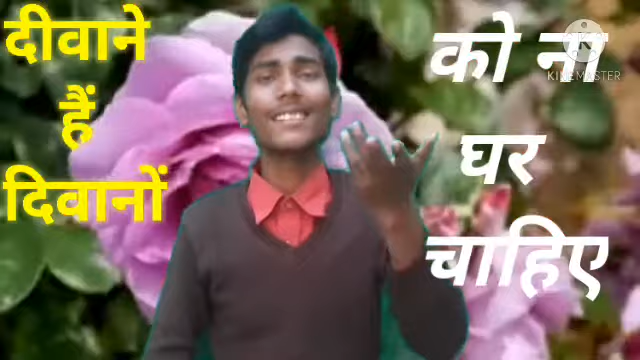 दीवाने
हैं
दिवानों
को ना
घर
चाहिए
KINEMASTER